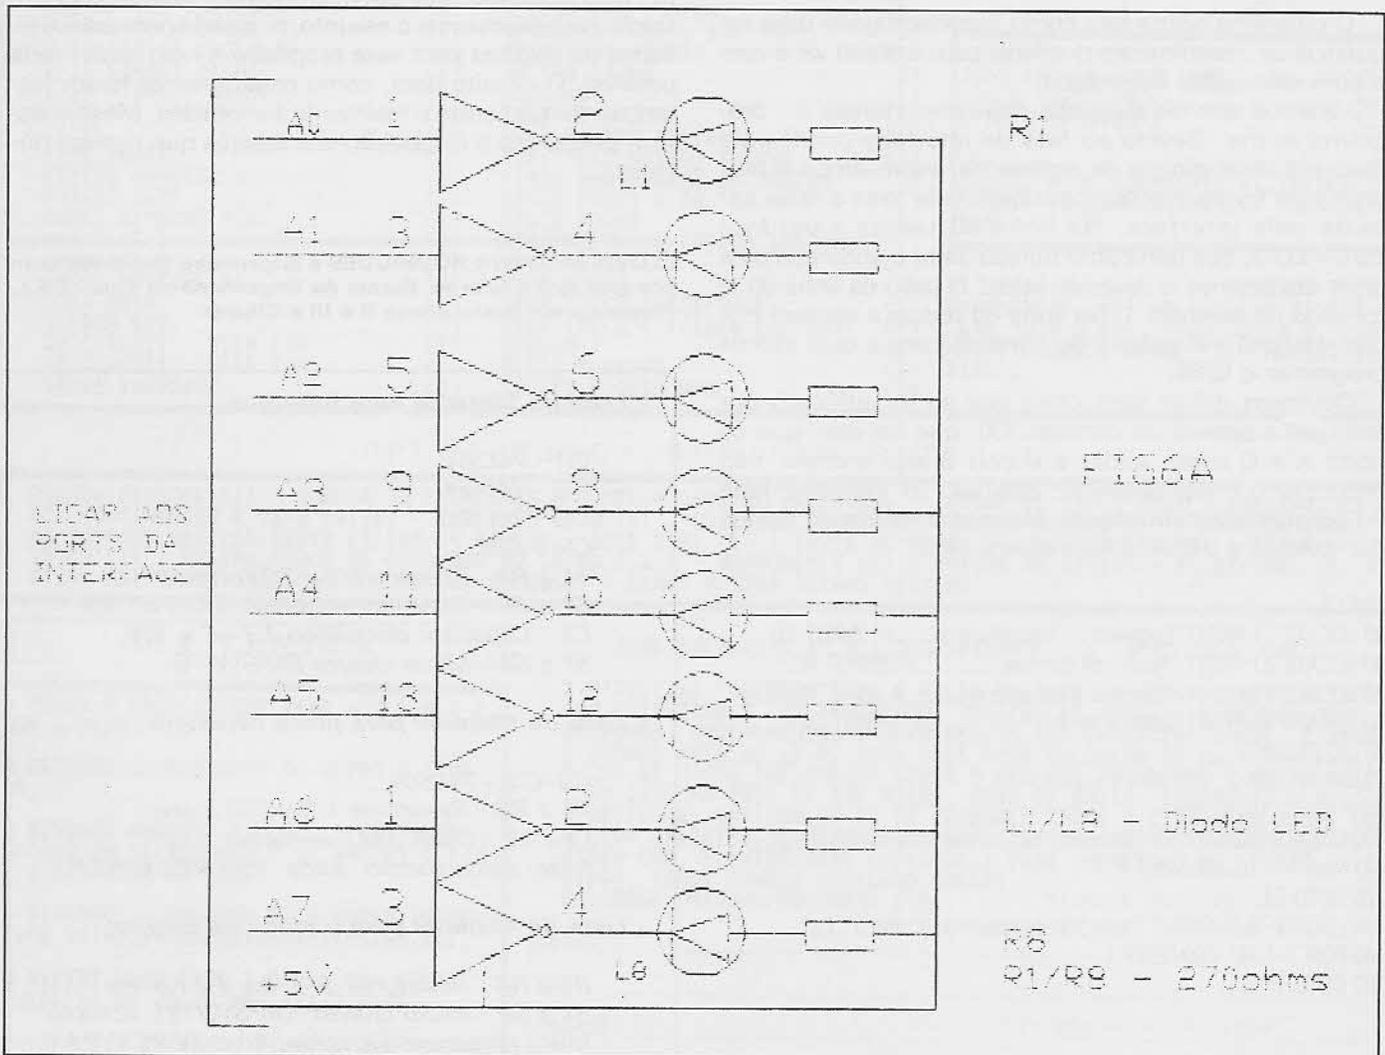 A0 1 2 R1
L1
A1 3 4
A2 5 6
FIG6A
A3 9 8
LIGAR AOS
PORTS DA
INTERFACE
A4 11 10
A5 13 12
A6 1 2
L1/L8 - Diodo LED
A7 3 4
L8
R8
+5V
R1/R8 - 270ohms